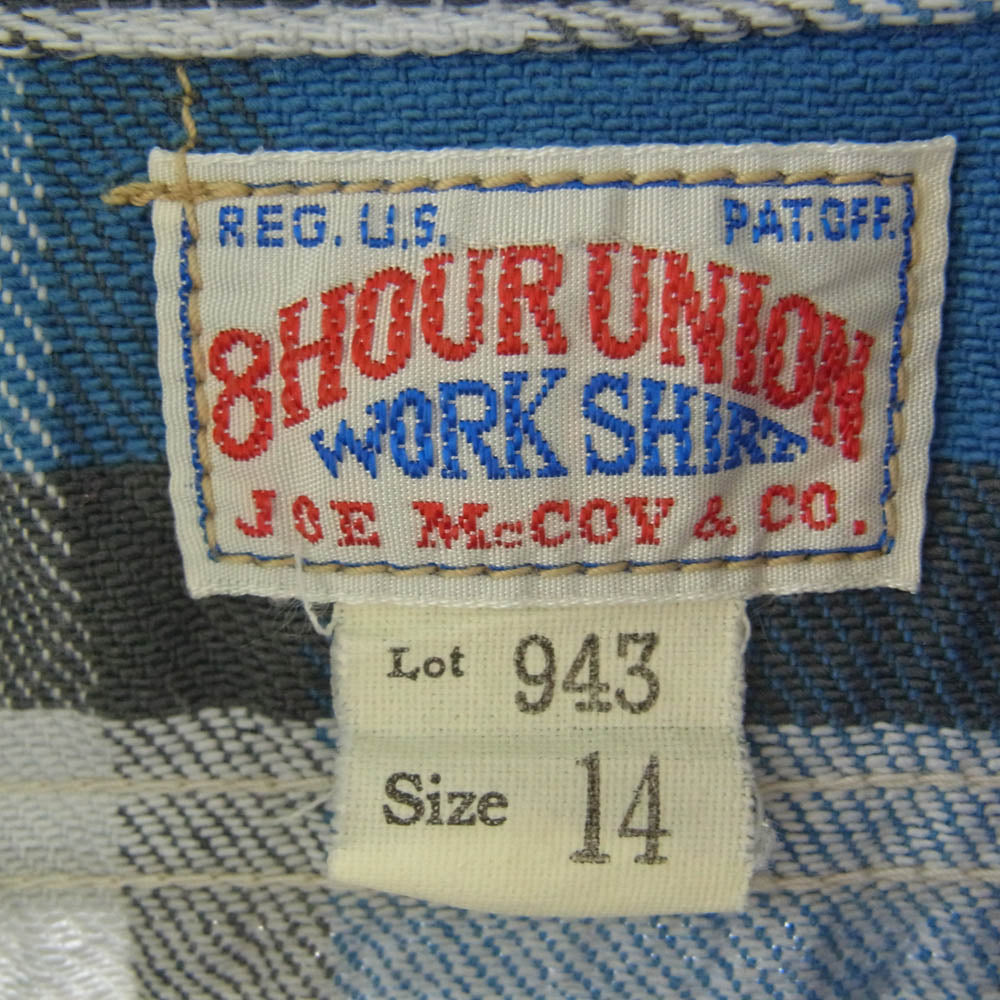 REG. U.S. PAT. OFF.
8 HOUR UNION
WORK SHIRT
JOE McCOY & CO.
Lot 943
Size 14